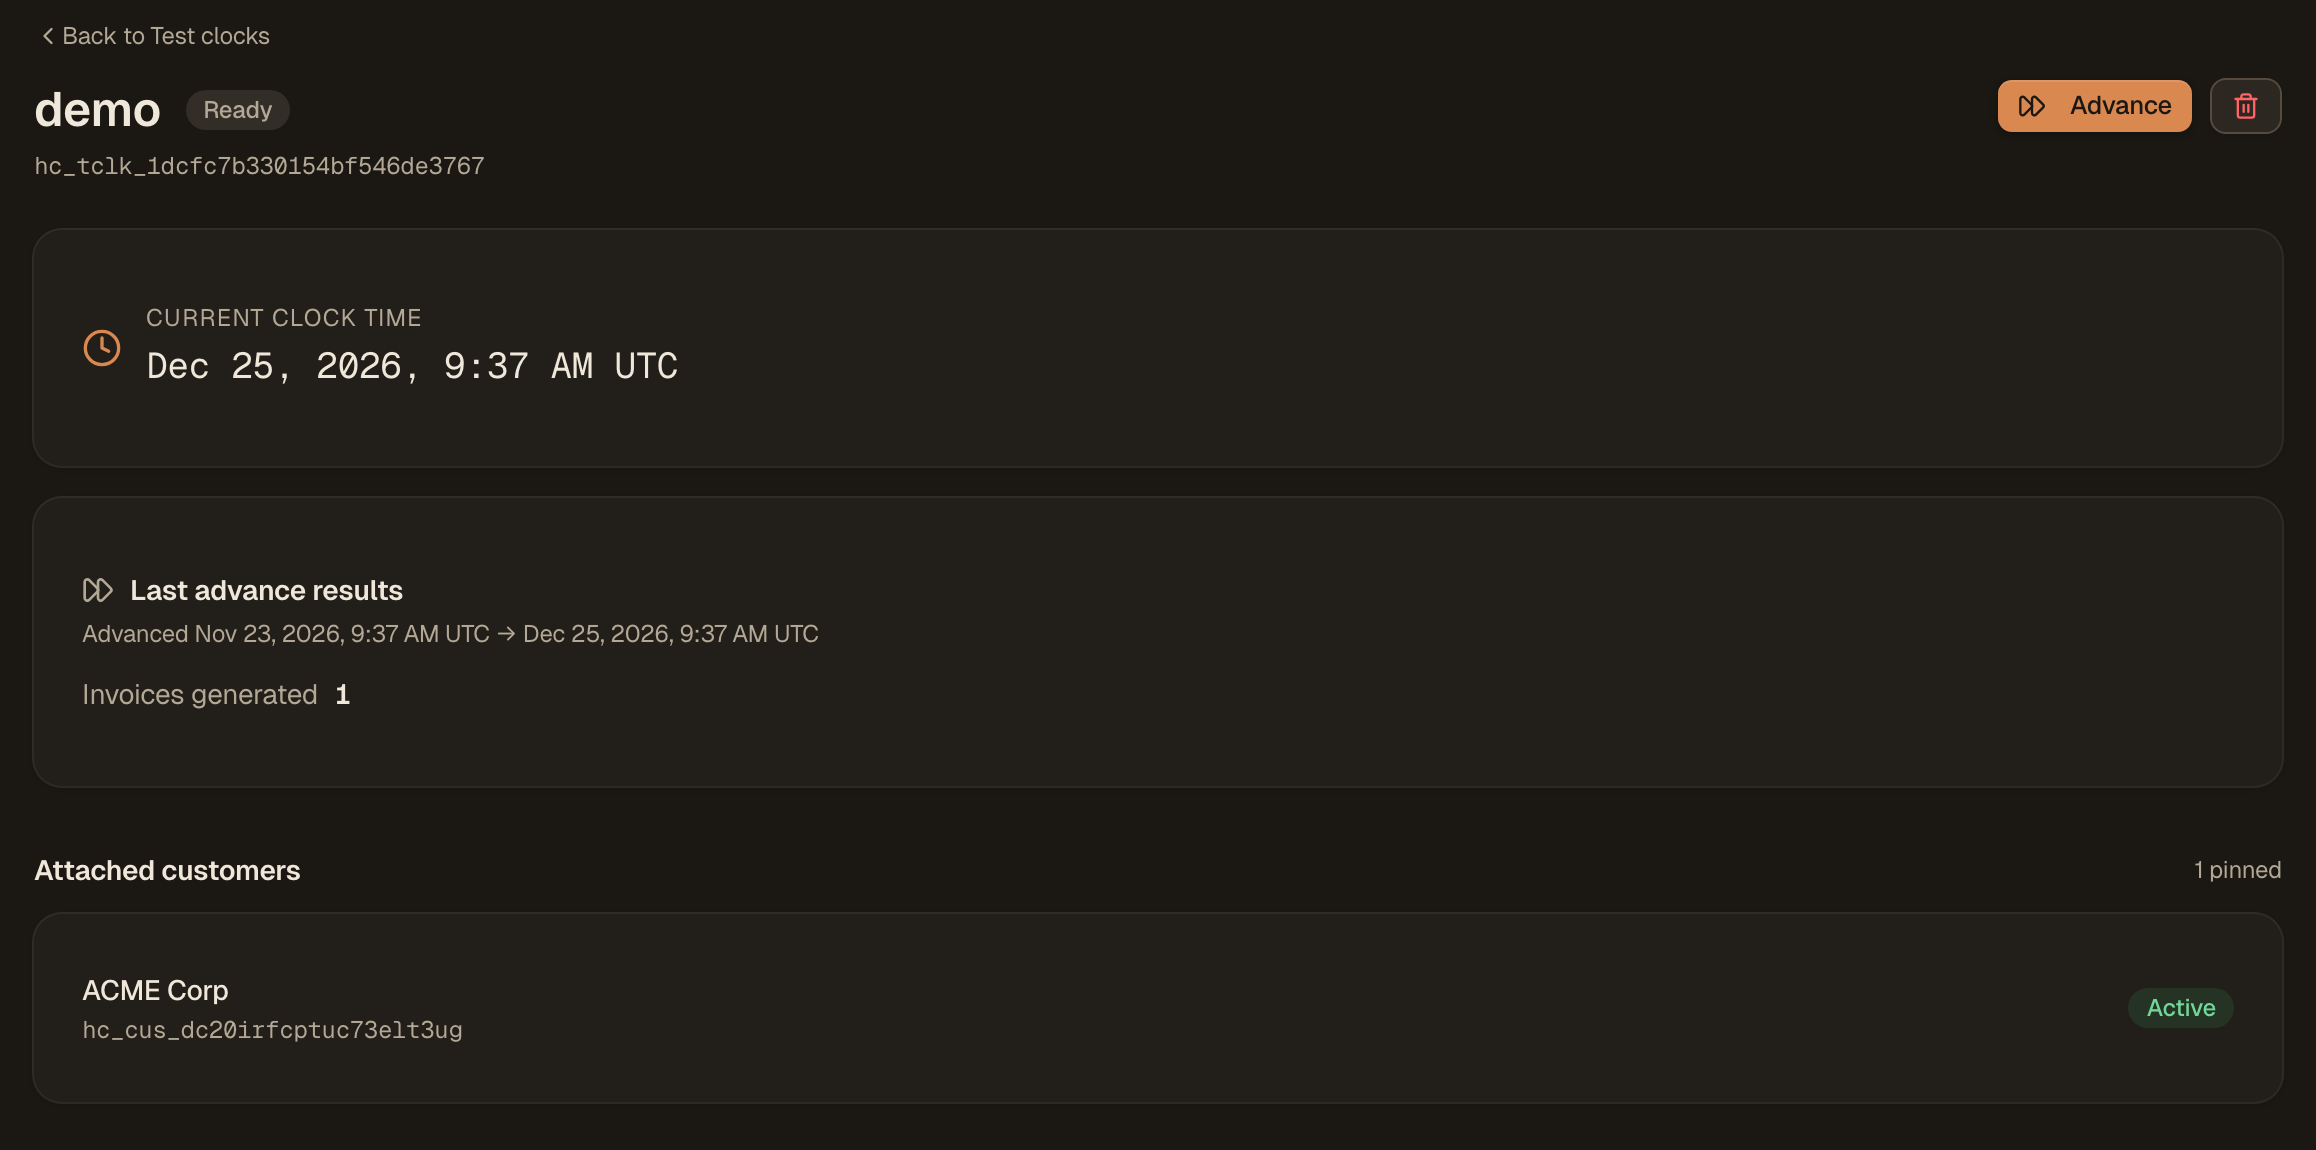 Back to Test clocks
demo Ready
Advance
hc_tclk_1dcfc7b330154bf546de3767
CURRENT CLOCK TIME
Dec 25, 2026, 9:37 AM UTC
Last advance results
Advanced Nov 23, 2026, 9:37 AM UTC → Dec 25, 2026, 9:37 AM UTC
Invoices generated 1
Attached customers
1 pinned
ACME Corp
hc_cus_dc20irfcptuc73elt3ug
Active